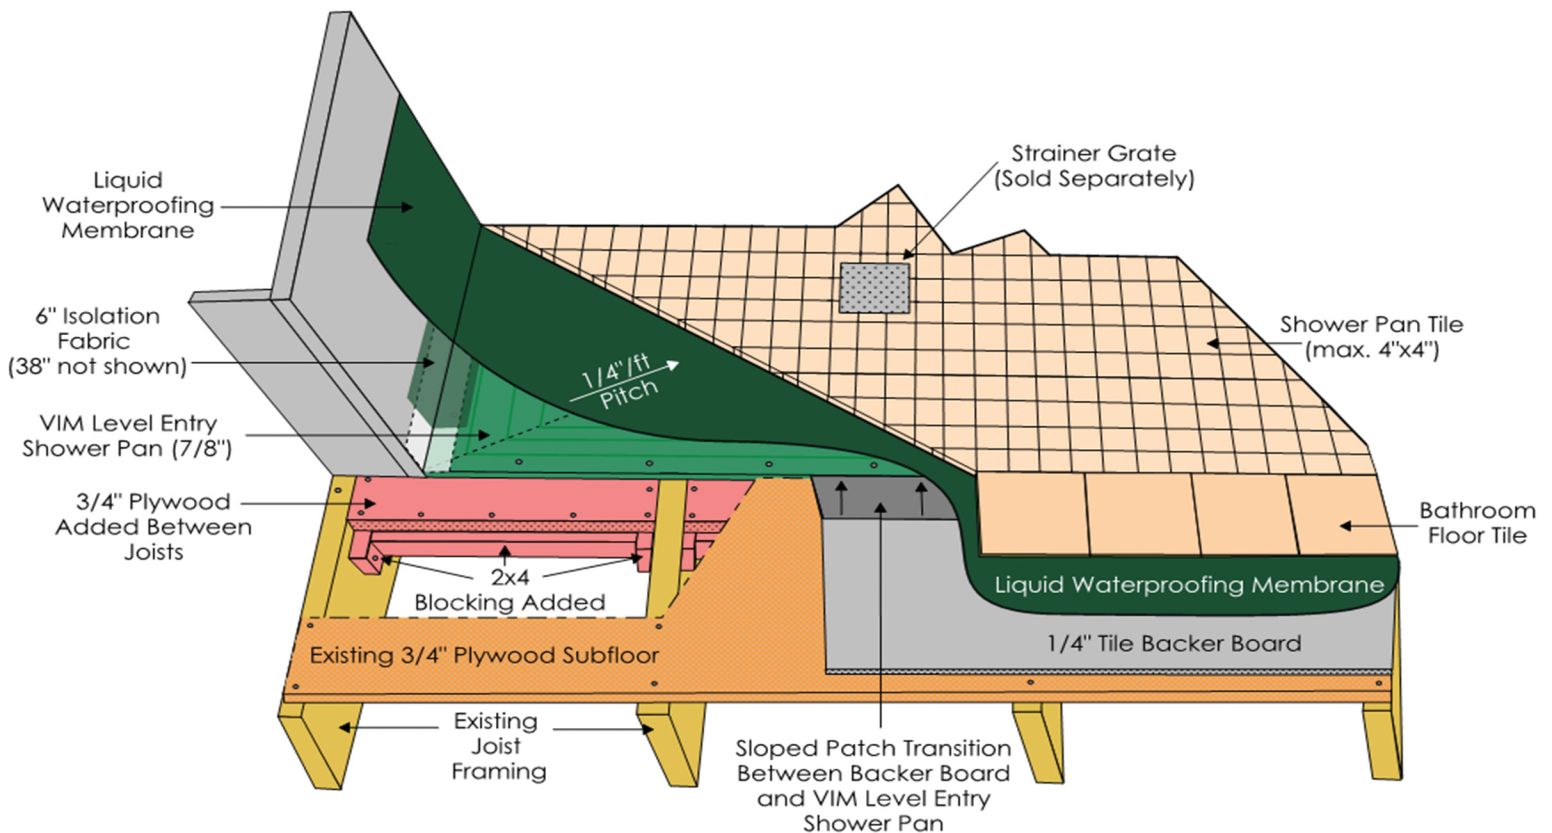 Liquid
Waterproofing
Membrane
6" Isolation
Fabric
(38" not shown)
VIM Level Entry
Shower Pan (7/8")
3/4" Plywood
Added Between
Joists
2x4
Blocking Added
Existing 3/4" Plywood Subfloor
Existing
Joist
Framing
1/4"/ft
Pitch
Strainer Grate
(Sold Separately)
Shower Pan Tile
(max. 4"x4")
Bathroom
Floor Tile
Liquid Waterproofing Membrane
1/4" Tile Backer Board
Sloped Patch Transition
Between Backer Board
and VIM Level Entry
Shower Pan